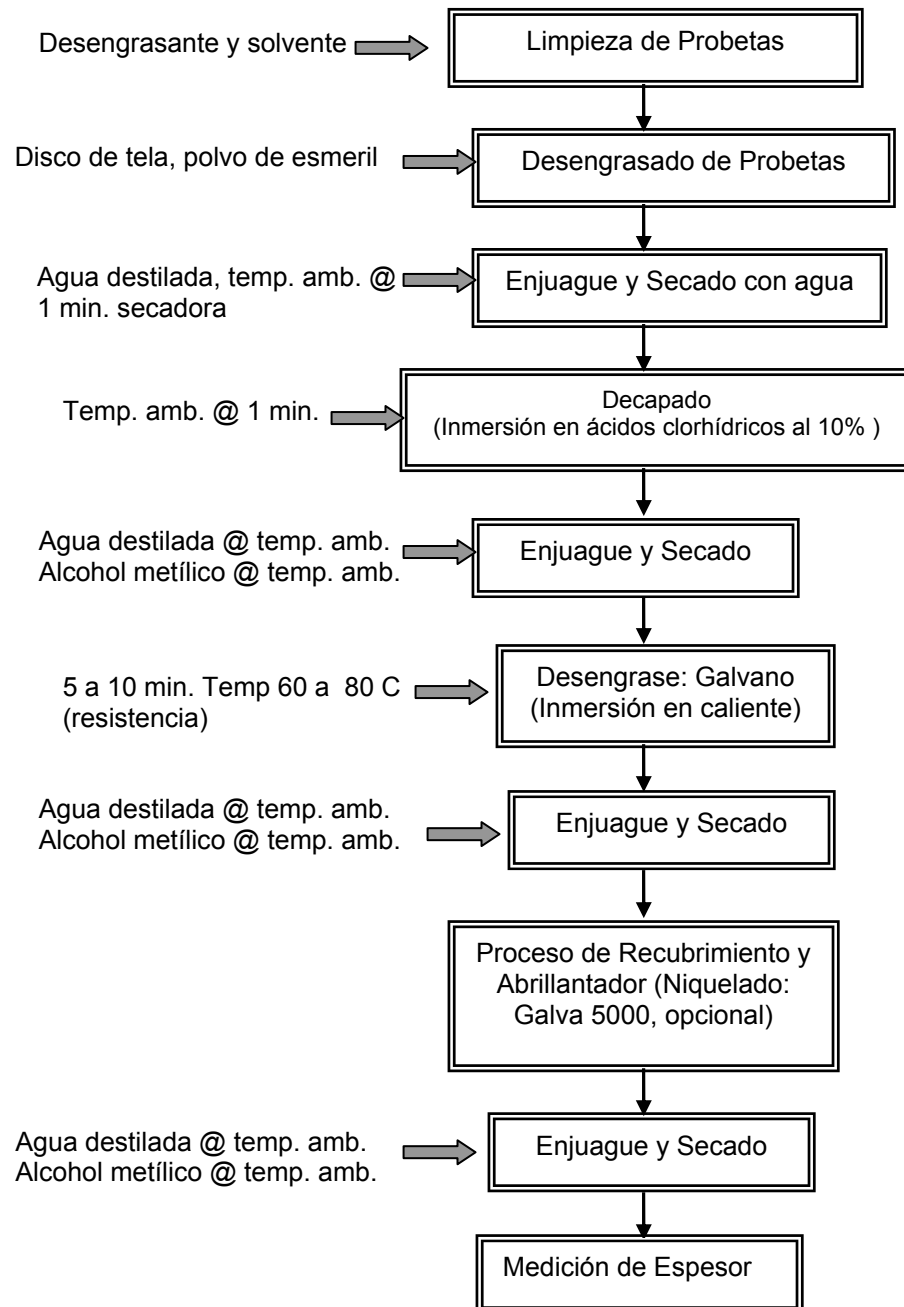 Desengrasante y solvente
Limpieza de Probetas
Disco de tela, polvo de esmeril
Desengrasado de Probetas
Agua destilada, temp. amb. @
1 min. secadora
Enjuague y Secado con agua
Temp. amb. @ 1 min.
Decapado
(Inmersión en ácidos clorhídricos al 10% )
Agua destilada @ temp. amb.
Alcohol metílico @ temp. amb.
Enjuague y Secado
5 a 10 min. Temp 60 a  80 C
(resistencia)
Desengrase: Galvano
(Inmersión en caliente)
Agua destilada @ temp. amb.
Alcohol metílico @ temp. amb.
Enjuague y Secado
Proceso de Recubrimiento y
Abrillantador (Niquelado:
Galva 5000, opcional)
Agua destilada @ temp. amb.
Alcohol metílico @ temp. amb.
Enjuague y Secado
Medición de Espesor